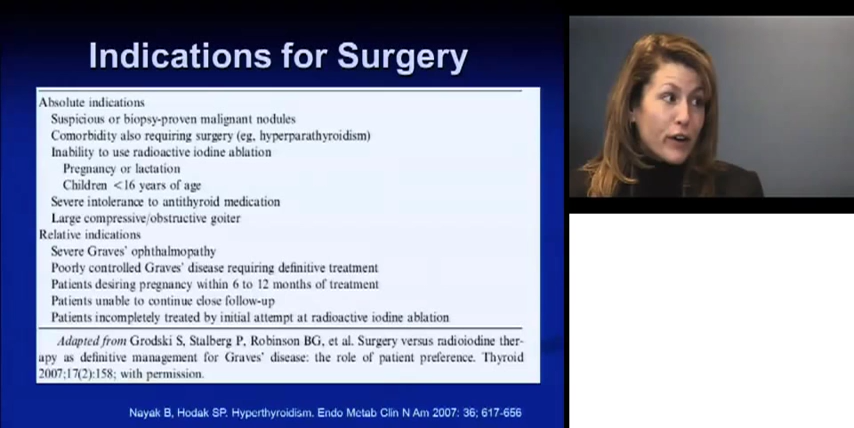 Indications for Surgery
Absolute indications
Suspicious or biopsy-proven malignant nodules
Comorbidity also requiring surgery (eg, hyperparathyroidism)
Inability to use radioactive iodine ablation
Pregnancy or lactation
Children <16 years of age
Severe intolerance to antithyroid medication
Large compressive/obstructive goiter
Relative indications
Severe Graves' ophthalmopathy
Poorly controlled Graves' disease requiring definitive treatment
Patients desiring pregnancy within 6 to 12 months of treatment
Patients unable to continue close follow-up
Patients incompletely treated by initial attempt at radioactive iodine ablation
Adapted from Grodski S, Stalberg P, Robinson BG, et al. Surgery versus radioiodine ther-
apy as definitive management for Graves' disease: the role of patient preference. Thyroid
2007;17(2):158; with permission.
Nayak B, Hodak SP. Hyperthyroidism. Endo Metab Clin N Am 2007: 36; 617-656